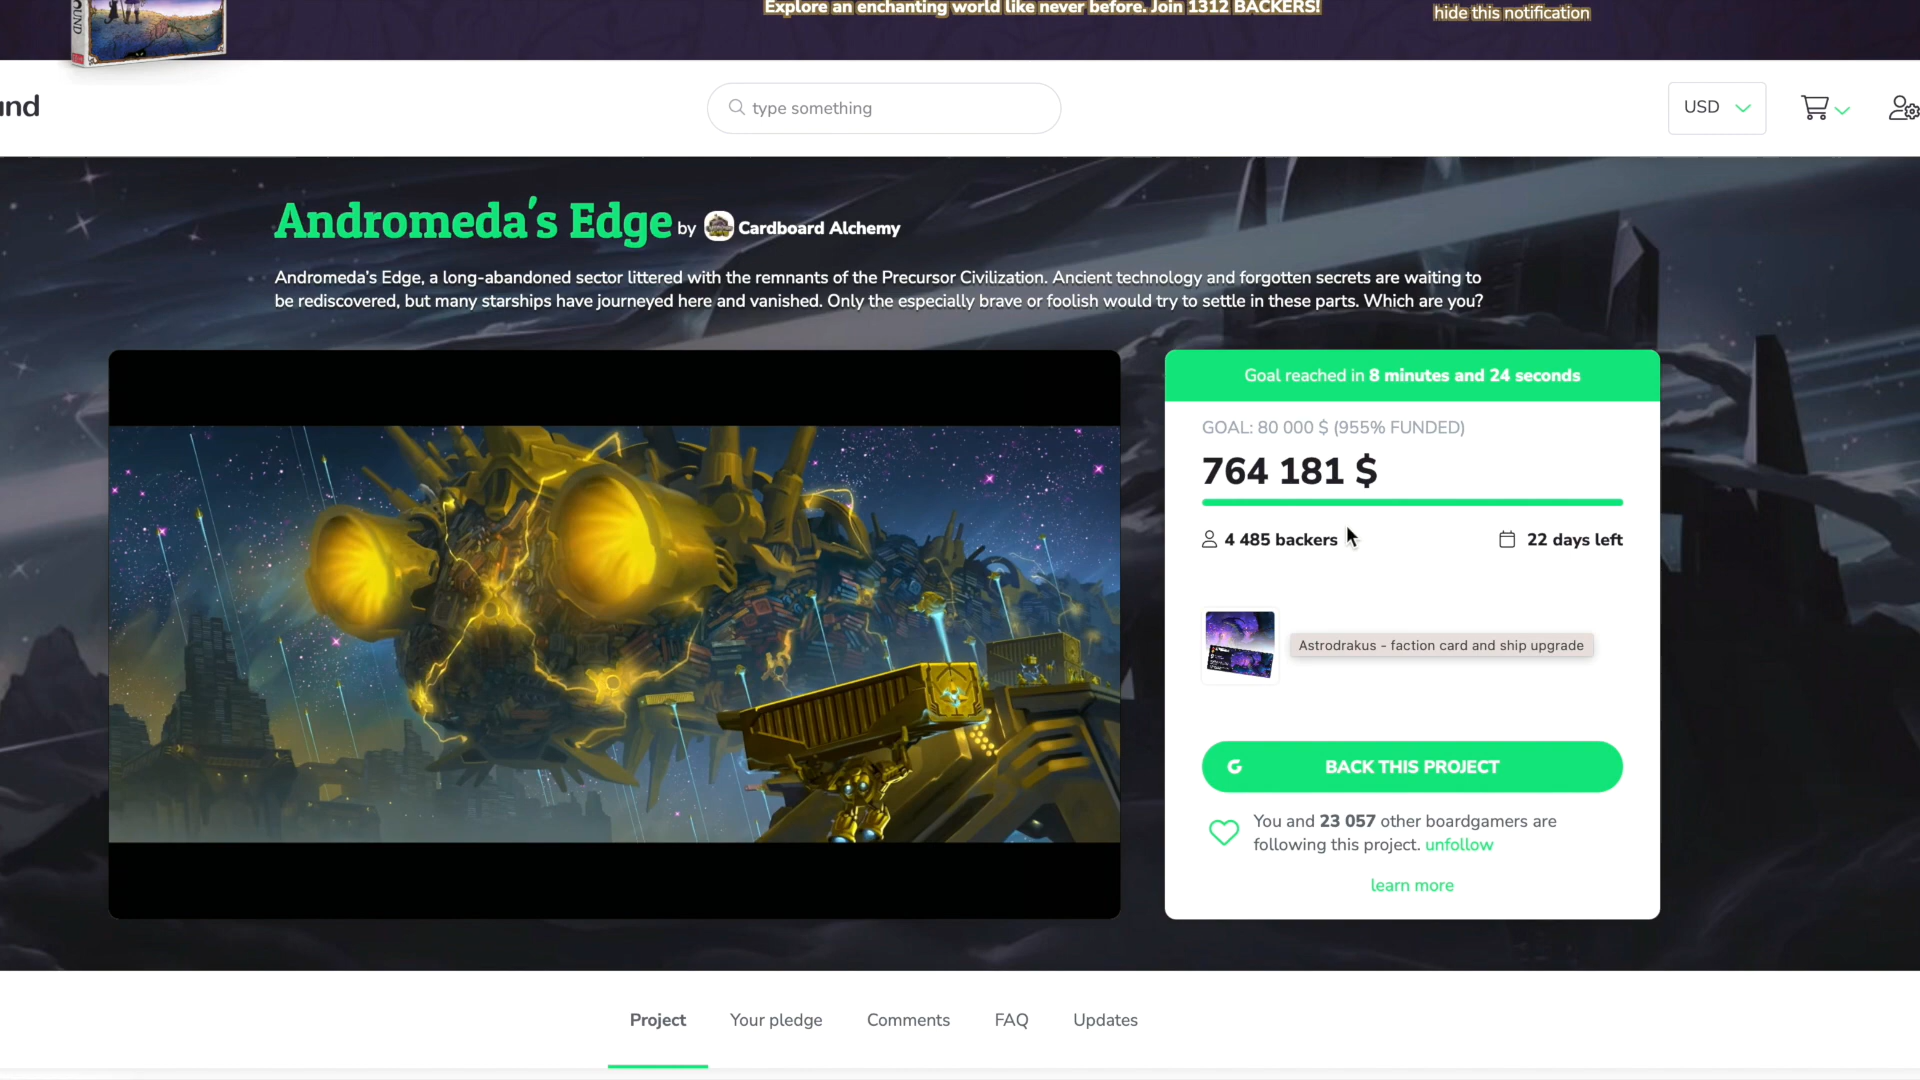 Explore an enchanting world like never before. Join 1312 BACKERS!
hide this notification
und
type something
USD
Andromeda's Edge by Cardboard Alchemy
Andromeda's Edge, a long-abandoned sector littered with the remnants of the Precursor Civilization. Ancient technology and forgotten secrets are waiting to
be rediscovered, but many starships have journeyed here and vanished. Only the especially brave or foolish would try to settle in these parts. Which are you?
Goal reached in 8 minutes and 24 seconds
GOAL: 80 000 $ (955% FUNDED)
764 181 $
4 485 backers
22 days left
Astrodrakus - faction card and ship upgrade
BACK THIS PROJECT
You and 23 057 other boardgamers are
following this project. unfollow
learn more
Project
Your pledge
Comments
FAQ
Updates